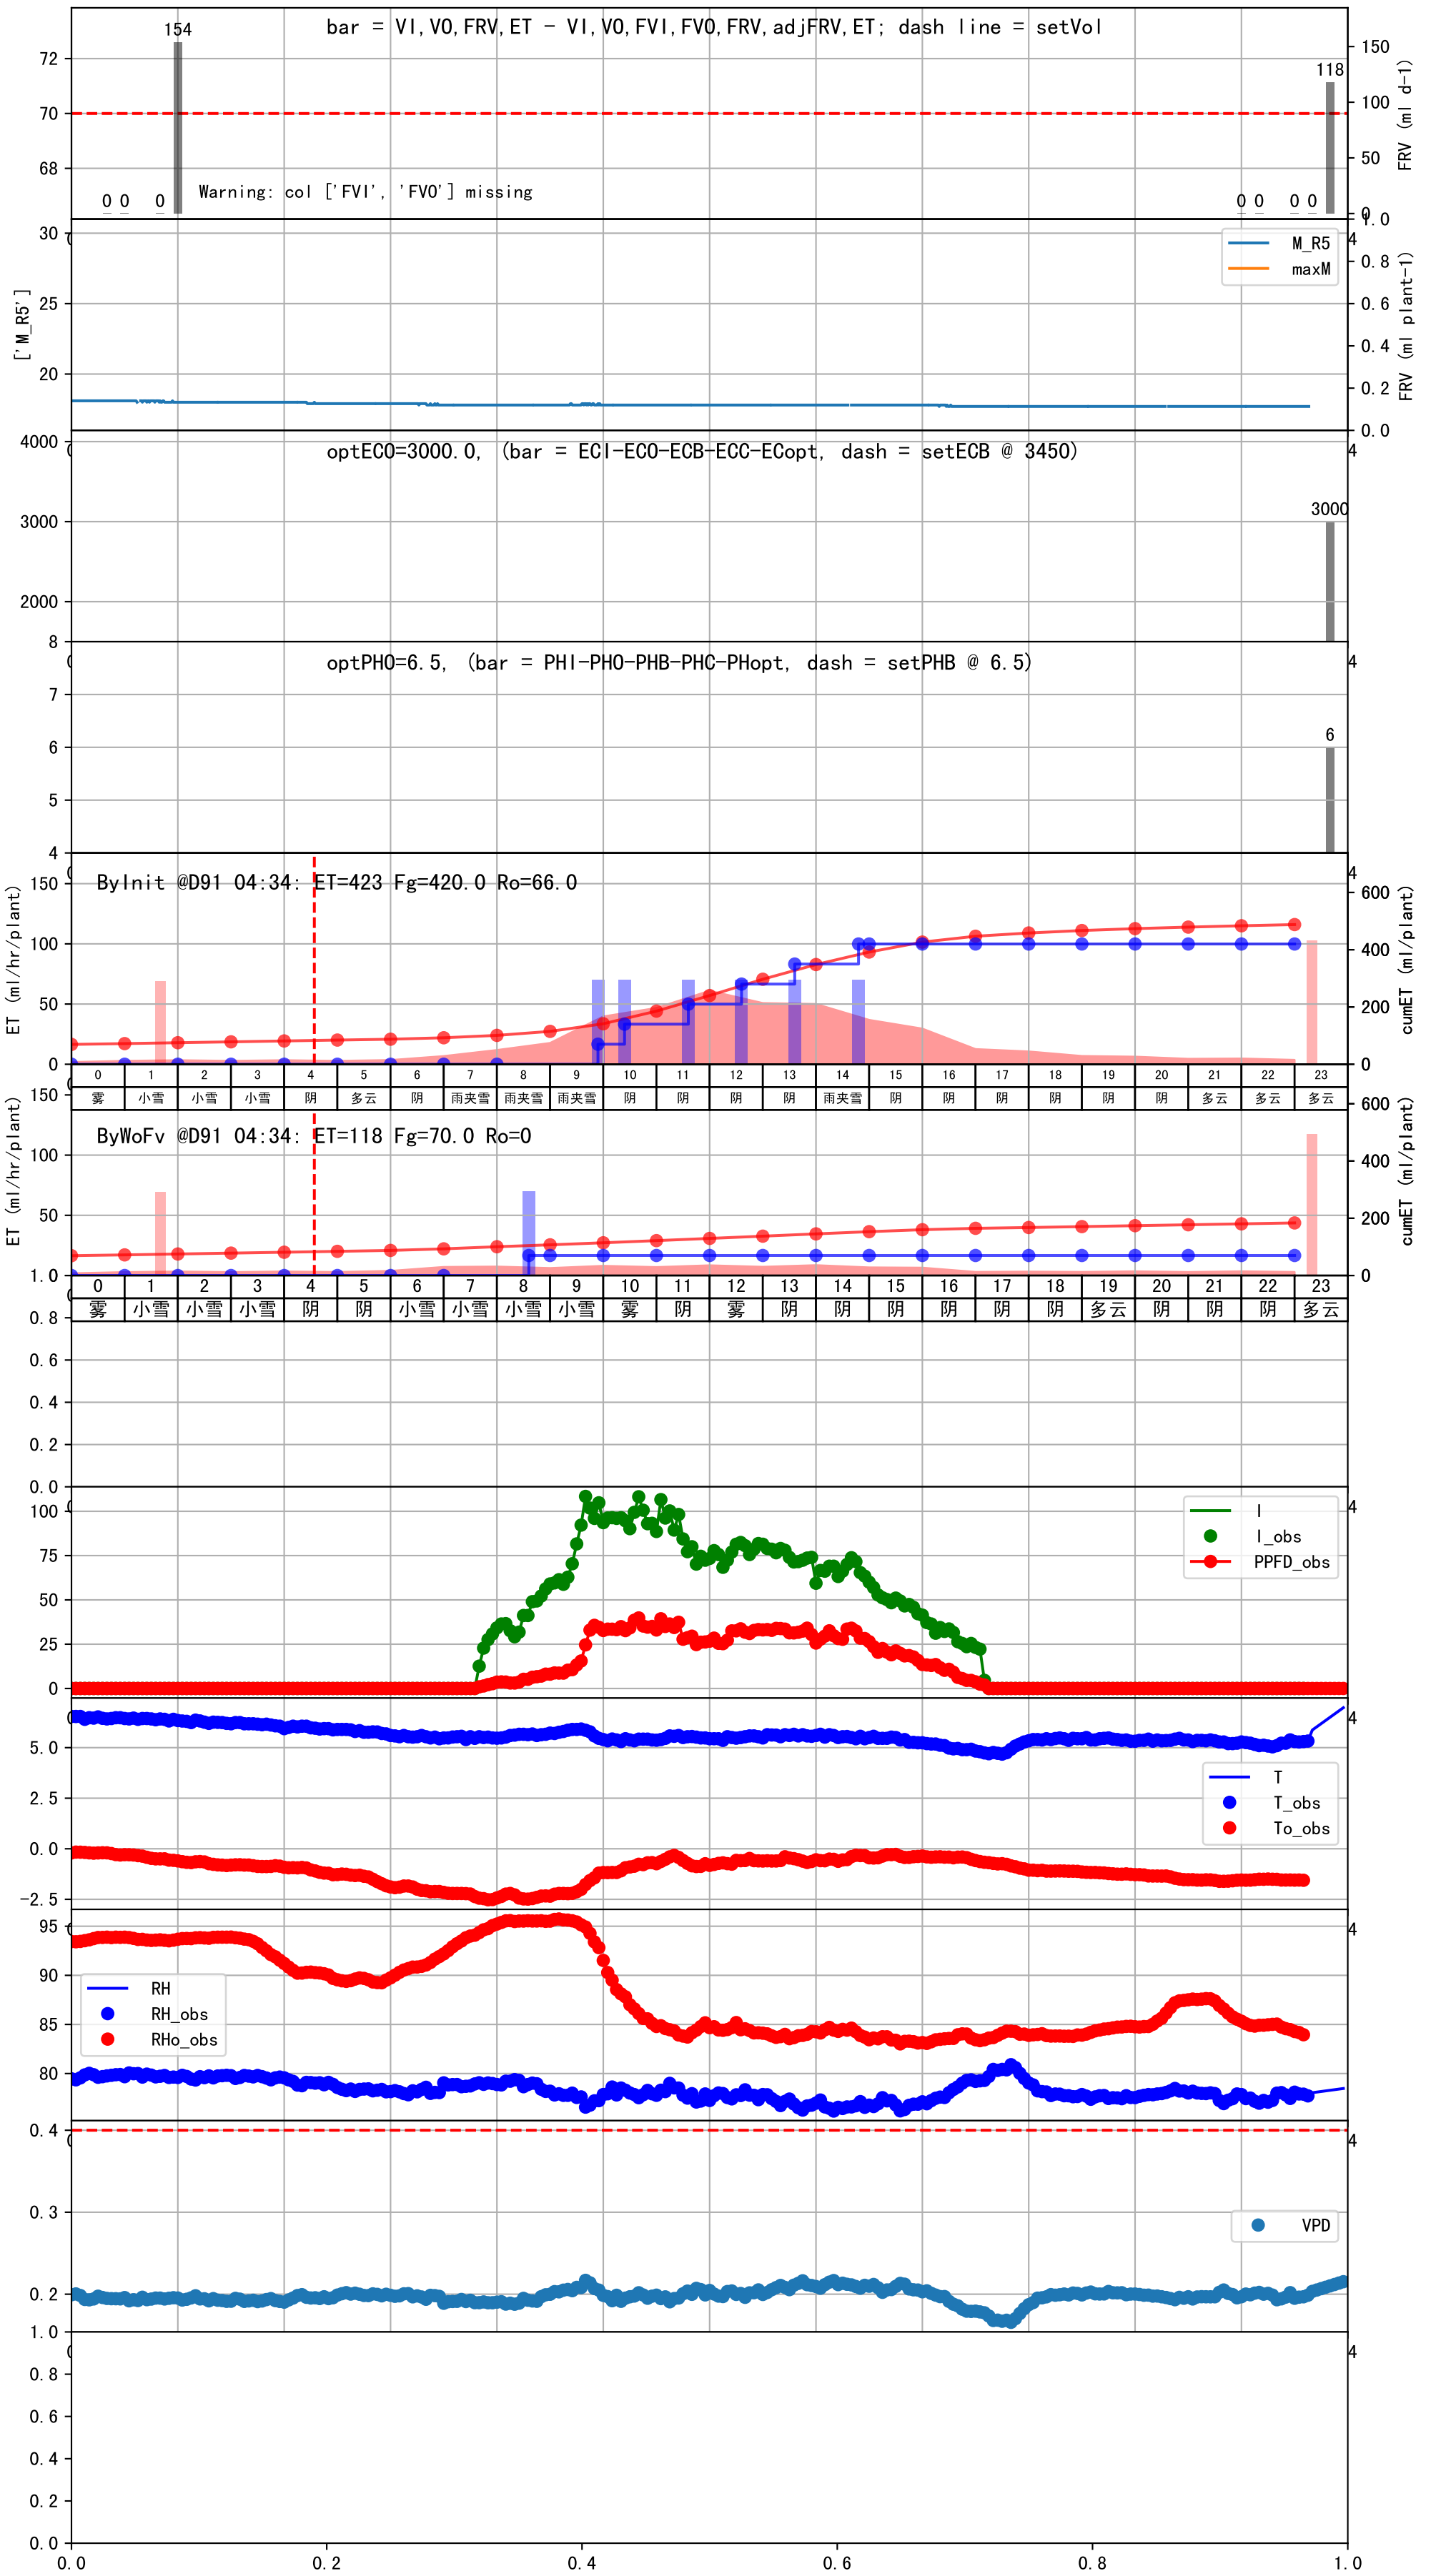 bar = VI,VO,FRV,ET - VI,VO,FVI,FVO,FRV,adjFRV,ET; dash line = setVol
154
118
72
70
68
150
100
50
0
FRV (ml d-1)
0 0 0
Warning: col ['FVI', 'FVO'] missing
0 0 0 0
1.0
30
25
20
['M_R5']
M_R5
maxM
4
0.8
0.6
0.4
0.2
0.0
FRV (ml plant-1)
optECO=3000.0, (bar = ECI-ECO-ECB-ECC-ECopt, dash = setECB @ 3450)
4000
3000
2000
3000
4
optPHO=6.5, (bar = PHI-PHO-PHB-PHC-PHopt, dash = setPHB @ 6.5)
8
7
6
5
4
6
4
ByInit @D91 04:34: ET=423 Fg=420.0 Ro=66.0
150
100
50
0
ET (ml/hr/plant)
4
600
400
200
0
cumET (ml/plant)
0 1 2 3 4 5 6 7 8 9 10 11 12 13 14 15 16 17 18 19 20 21 22 23
雾 小雪 小雪 小雪 阴 多云 阴 雨夹雪 雨夹雪 雨夹雪 阴 阴 阴 阴 雨夹雪 阴 阴 阴 阴 阴 阴 多云 多云 多云
ByWoFv @D91 04:34: ET=118 Fg=70.0 Ro=0
150
100
50
ET (ml/hr/plant)
600
400
200
0
cumET (ml/plant)
0 1 2 3 4 5 6 7 8 9 10 11 12 13 14 15 16 17 18 19 20 21 22 23
雾 小雪 小雪 小雪 阴 阴 小雪 小雪 小雪 小雪 雾 阴 雾 阴 阴 阴 阴 阴 阴 多云 阴 阴 阴 多云
1.0
0.8
0.6
0.4
0.2
0.0
100
75
50
25
0
I
I_obs
PPFD_obs
4
5.0
2.5
0.0
-2.5
T
T_obs
To_obs
4
95
90
85
80
RH
RH_obs
RHo_obs
4
0.4
0.3
0.2
VPD
4
1.0
0.8
0.6
0.4
0.2
0.0
4
0.0 0.2 0.4 0.6 0.8 1.0